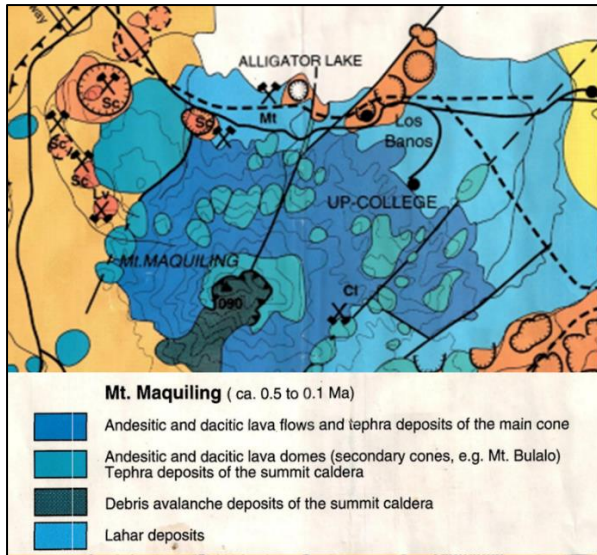 way
ALLIGATOR LAKE
Sc
Mt
Sc
Los
Banos
Sc
UP-COLLEGE
Mt.MAQUILING
1090
Cl
Mt. Maquiling ( ca. 0.5 to 0.1 Ma)
Andesitic and dacitic lava flows and tephra deposits of the main cone
Andesitic and dacitic lava domes (secondary cones, e.g. Mt. Bulalo)
Tephra deposits of the summit caldera
Debris avalanche deposits of the summit caldera
Lahar deposits